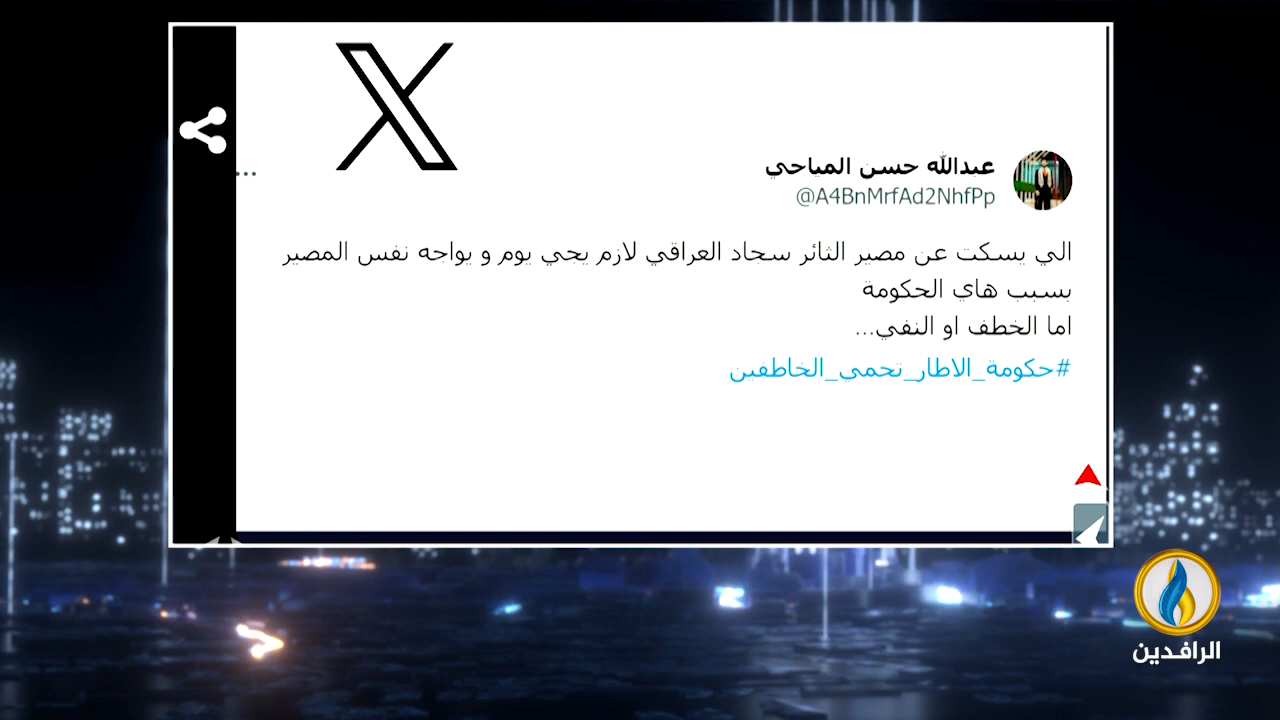 عبدالله حسن المياحي
@A4BnMrfAd2NhfPp
الي يسكت عن مصير الثائر سجاد العراقي لازم يجي يوم و يواجه نفس المصير
بسبب هاي الحكومة
اما الخطف او النفي...
#حكومة_الاطار_تحمي_الخاطفين
الرافدين